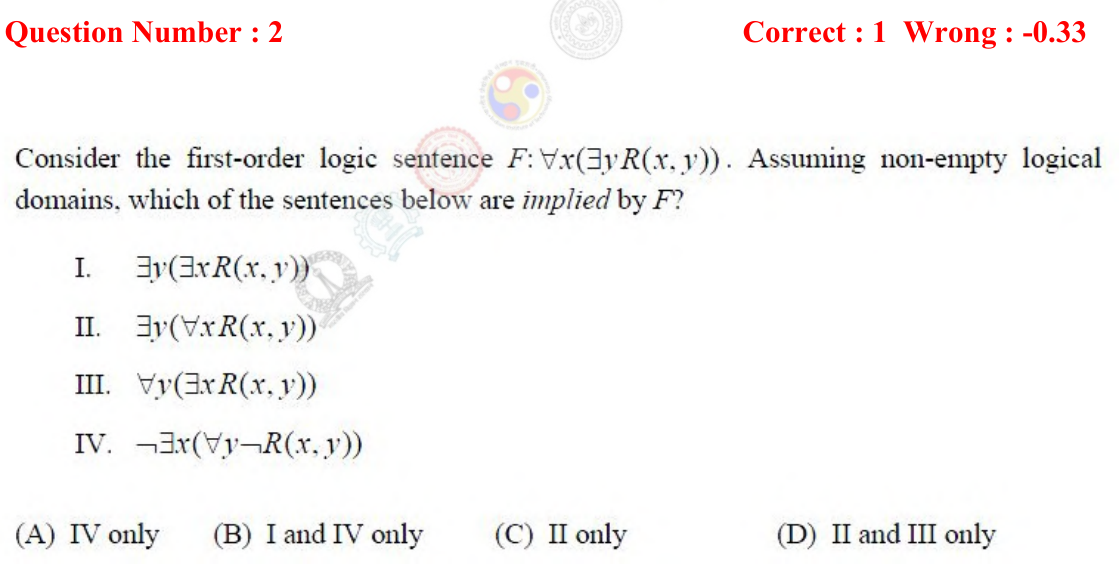 Question Number : 2 Correct : 1 Wrong : -0.33
Consider the first-order logic sentence F: ∀x(∃yR(x, y)). Assuming non-empty logical
domains, which of the sentences below are implied by F?
I. ∃y(∃xR(x, y))
II. ∃y(∀xR(x, y))
III. ∀y(∃xR(x, y))
IV. ¬∃x(∀y¬R(x, y))
(A) IV only (B) I and IV only (C) II only (D) II and III only